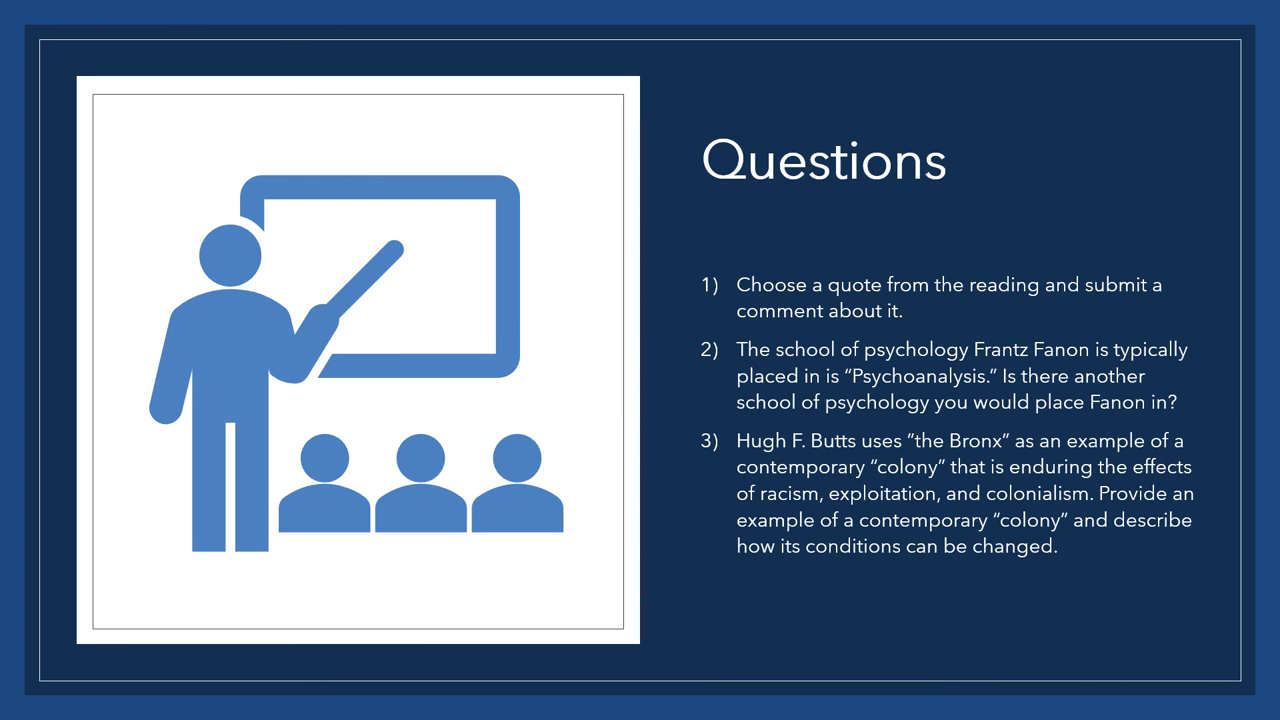 Questions
1) Choose a quote from the reading and submit a
comment about it.
2) The school of psychology Frantz Fanon is typically
placed in is “Psychoanalysis.” Is there another
school of psychology you would place Fanon in?
3) Hugh F. Butts uses “the Bronx” as an example of a
contemporary “colony” that is enduring the effects
of racism, exploitation, and colonialism. Provide an
example of a contemporary “colony” and describe
how its conditions can be changed.